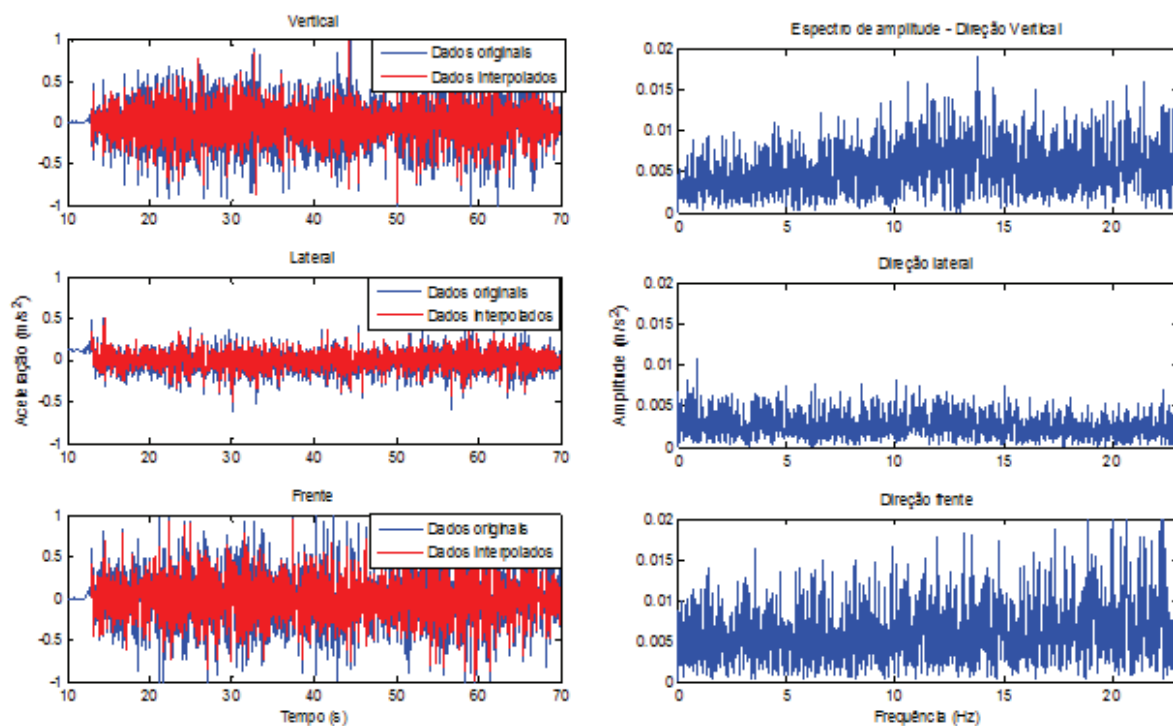 Vertical
1
0.5
0
-0.5
-1
Dados originais
Dados Interpolados
10 20 30 40 50 60 70
Lateral
Aceleração (m/s²)
1
0.5
0
-0.5
-1
Dados originais
Dados Interpolados
10 20 30 40 50 60 70
Frente
1
0.5
0
-0.5
-1
Dados originais
Dados Interpolados
10 20 30 40 50 60 70
Tempo (s)
Espectro de amplitude - Direção Vertical
0.02
0.015
0.01
0.005
0
0 5 10 15 20
Direção lateral
Amplitude (m/s²)
0.02
0.015
0.01
0.005
0
0 5 10 15 20
Direção frente
0.02
0.015
0.01
0.005
0
0 5 10 15 20
Frequência (Hz)